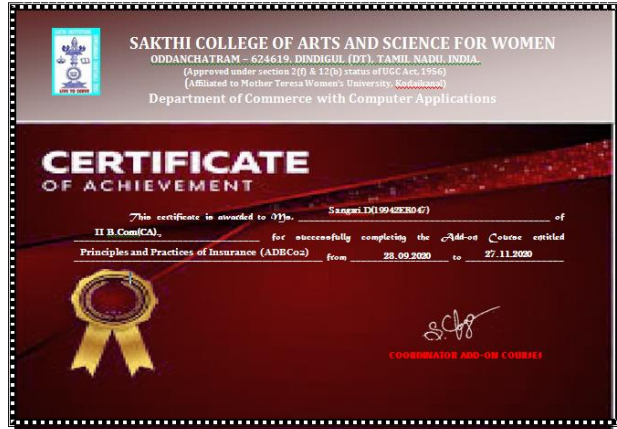 SAKTHI COLLEGE OF ARTS AND SCIENCE FOR WOMEN
ODDANCHATRAM – 624619, DINDIGUL (DT), TAMIL NADU, INDIA.
(Approved under section 2(f) & 12(b) status of UGC Act, 1956)
(Affiliated to Mother Teresa Women's University, Kodaikanal)
Department of Commerce with Computer Applications
LIVE TO SERVE
CERTIFICATE
OF ACHIEVEMENT
This certificate is awarded to Ms. Sangari.D(19942ER047) of
II B.Com(CA)., for successfully completing the Add-on Course entitled
Principles and Practices of Insurance (ADBC02) from 28.09.2020 to 27.11.2020
COORDINATOR ADD-ON COURSES